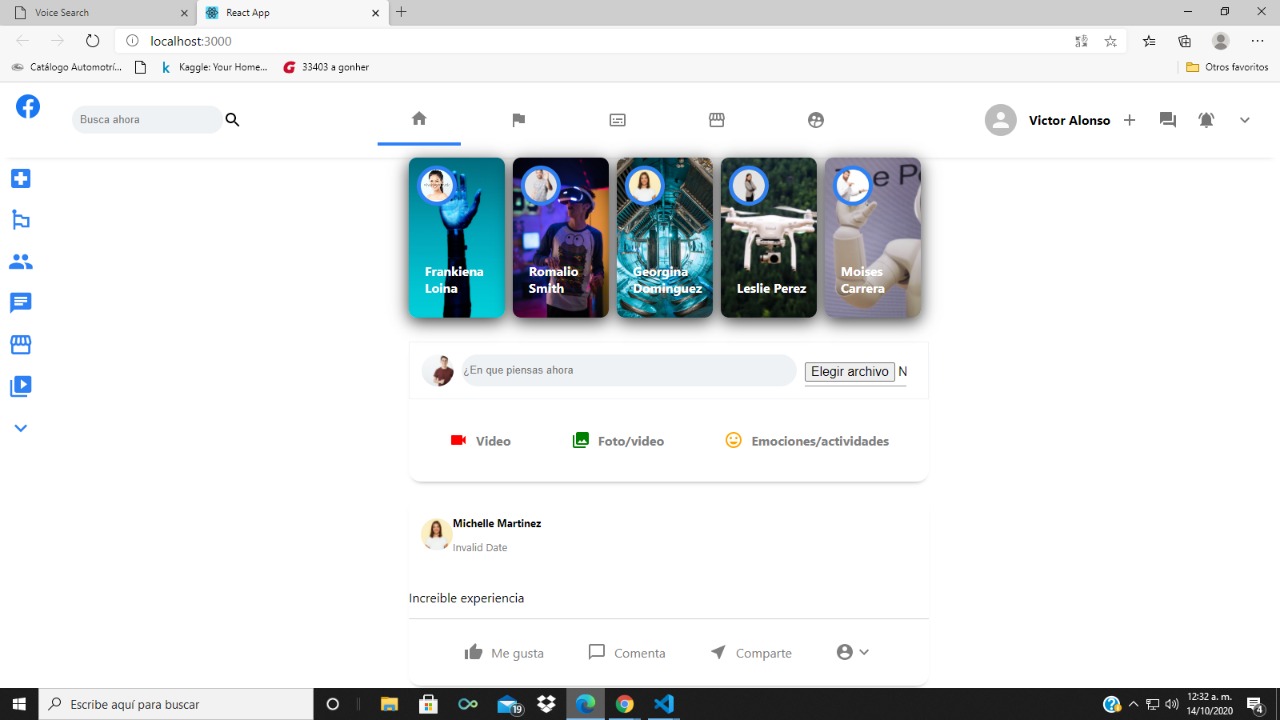 Voice Search
React App
localhost:3000
Catálogo Automotrí...
Kaggle: Your Home...
33403 a gonher
Otros favoritos
Busca ahora
Victor Alonso
Frankiena
Loina
Romalio
Smith
Georgina
Dominguez
Leslie Perez
Moises
Carrera
¿En que piensas ahora
Elegir archivo N
Video
Foto/video
Emociones/actividades
Michelle Martinez
Invalid Date
Increible experiencia
Me gusta
Comenta
Comparte
Escribe aquí para buscar
19
12:32 a. m.
14/10/2020
4